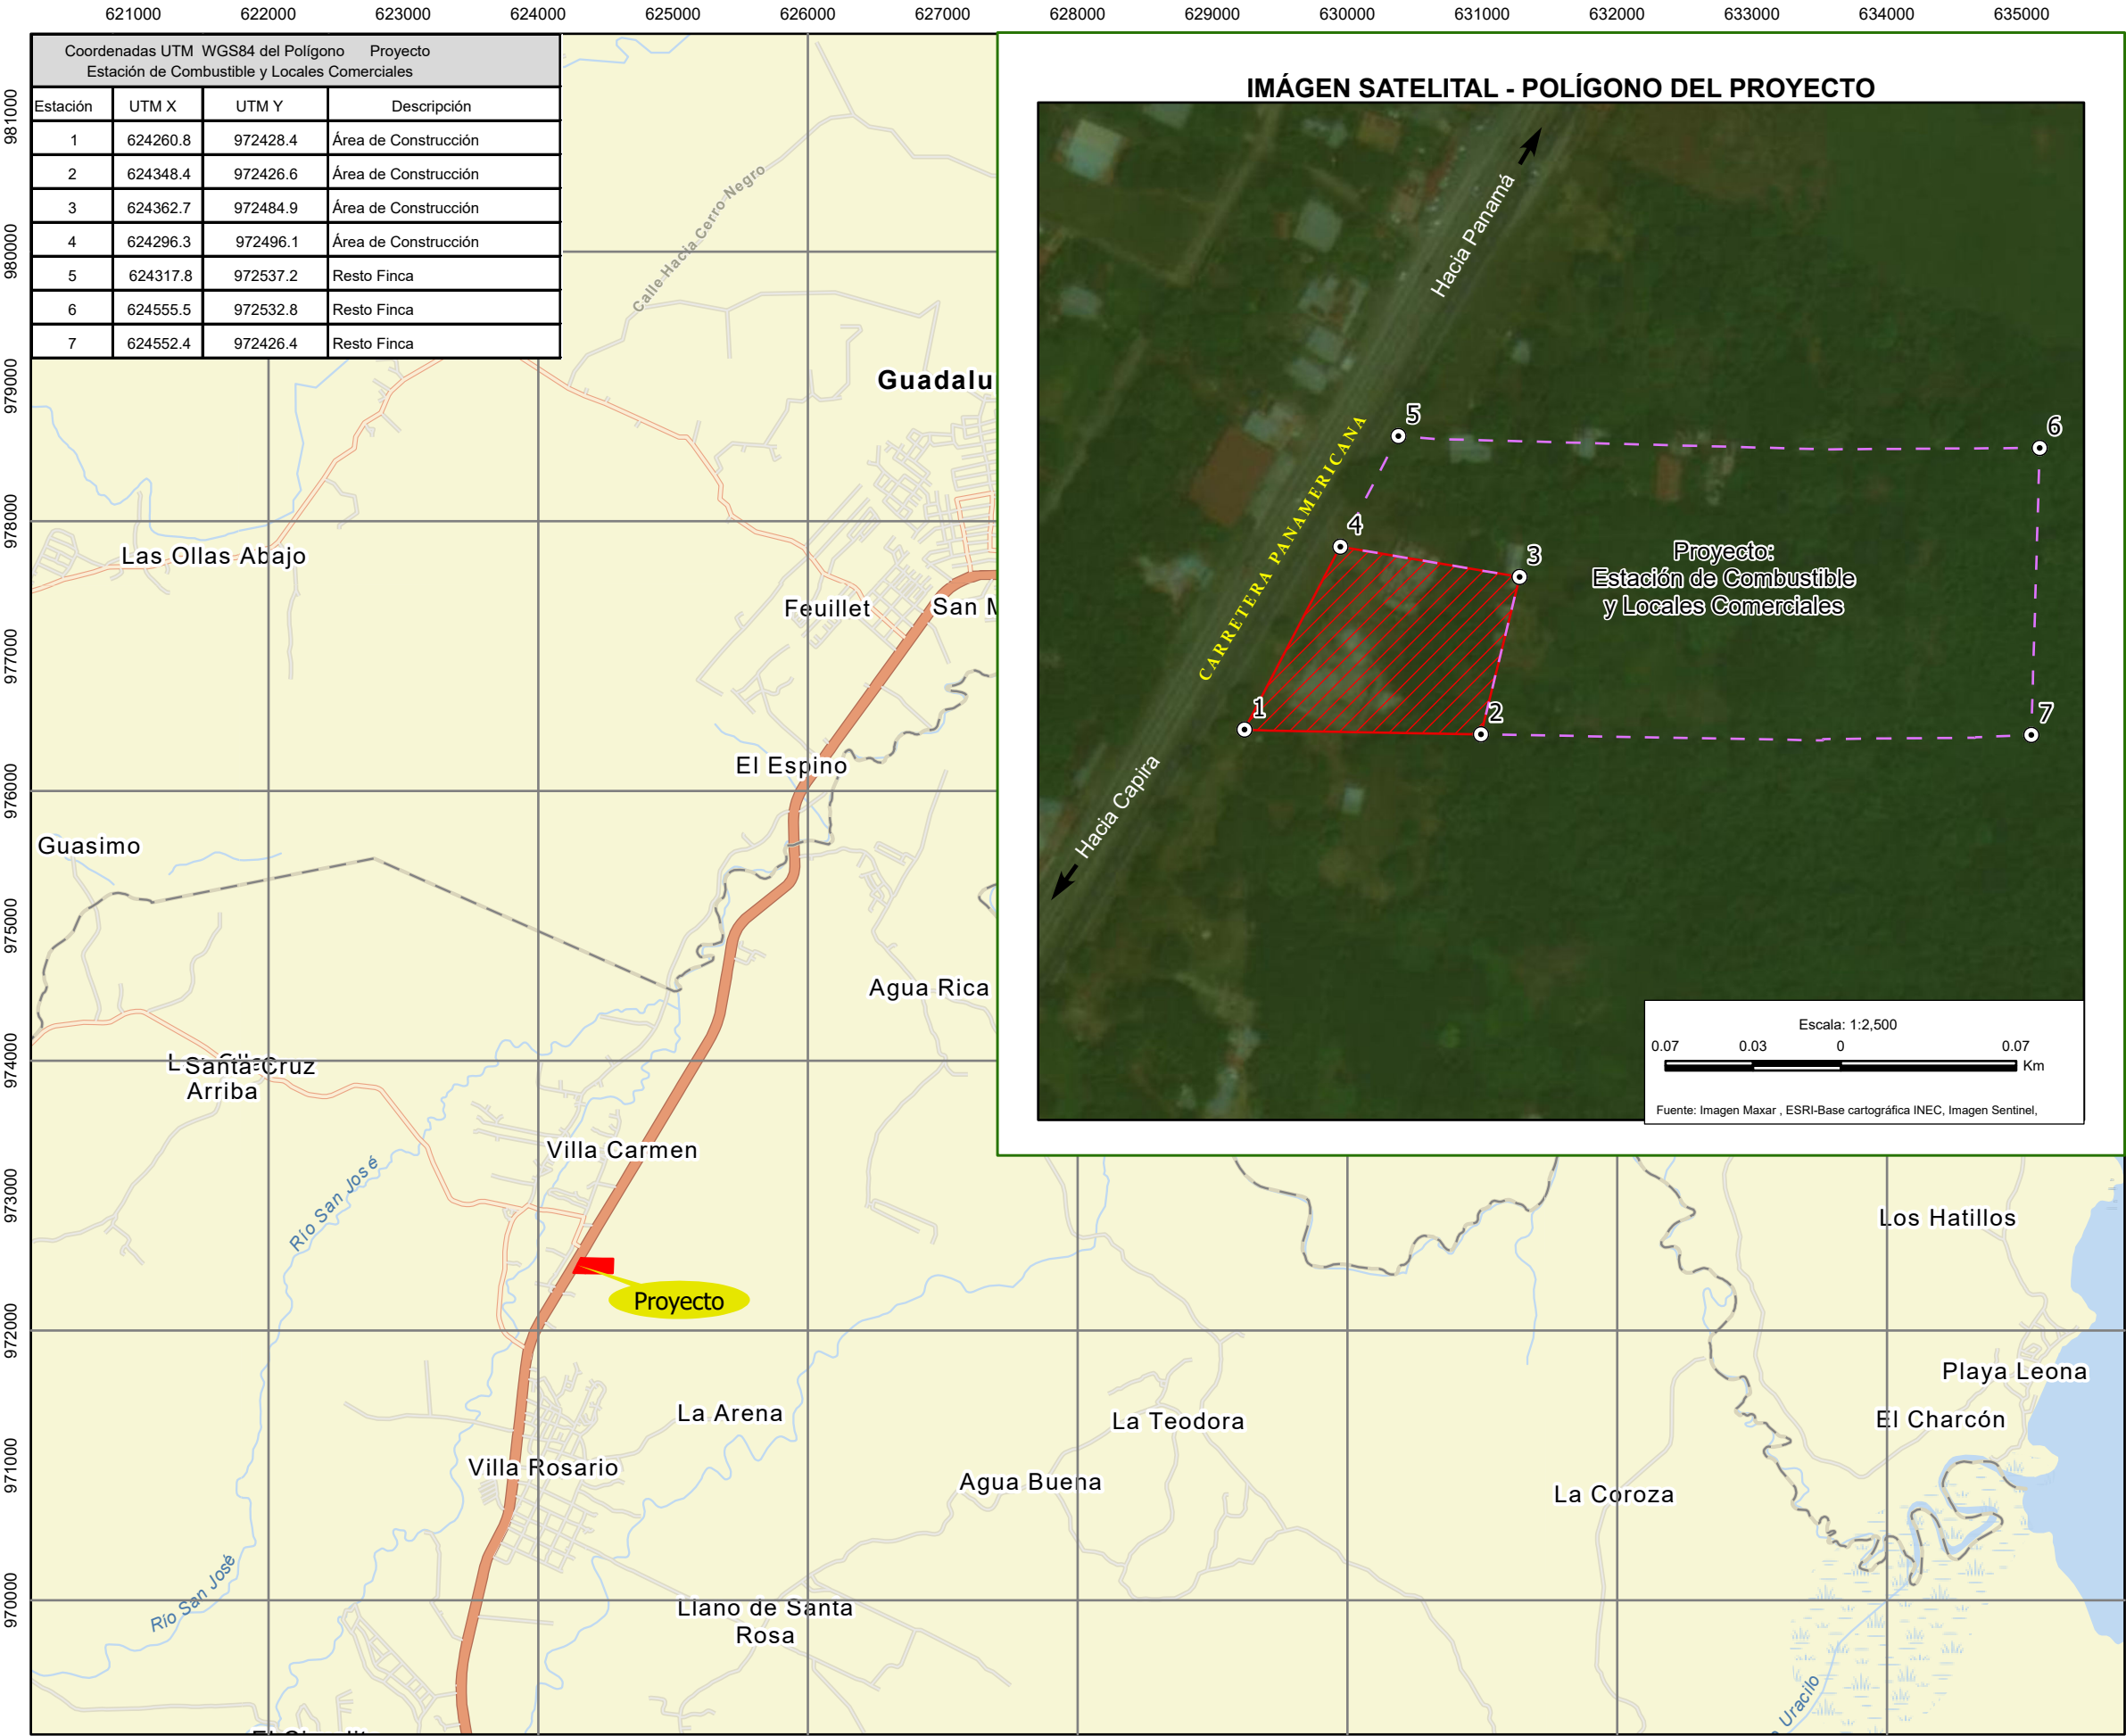 621000 622000 623000 624000 625000 626000 627000 628000 629000 630000 631000 632000 633000 634000 635000
981000
980000
979000
978000
977000
976000
975000
974000
973000
972000
971000
970000
Coordenadas UTM WGS84 del Polígono Proyecto
Estación de Combustible y Locales Comerciales
Estación UTM X UTM Y Descripción
1 624260.8 972428.4 Área de Construcción
2 624348.4 972426.6 Área de Construcción
3 624362.7 972484.9 Área de Construcción
4 624296.3 972496.1 Área de Construcción
5 624317.8 972537.2 Resto Finca
6 624555.5 972532.8 Resto Finca
7 624552.4 972426.4 Resto Finca
IMÁGEN SATELITAL - POLÍGONO DEL PROYECTO
Hacia Panamá
CARRETERA PANAMERICANA
Hacia Capira
5
6
4
3
1
2
7
Proyecto:
Estación de Combustible
y Locales Comerciales
Escala: 1:2,500
0.07 0.03 0 0.07
Km
Fuente: Imagen Maxar , ESRI-Base cartográfica INEC, Imagen Sentinel,
Calle Hacia Cerro Negro
Guadalu
Las Ollas Abajo
Feuillet
San M
El Espino
Guasimo
Agua Rica
Santa Cruz
Arriba
Villa Carmen
Río San José
Proyecto
Los Hatillos
Playa Leona
El Charcón
La Arena
La Teodora
Villa Rosario
Agua Buena
La Coroza
Río San José
Llano de Santa
Rosa
Uracilo